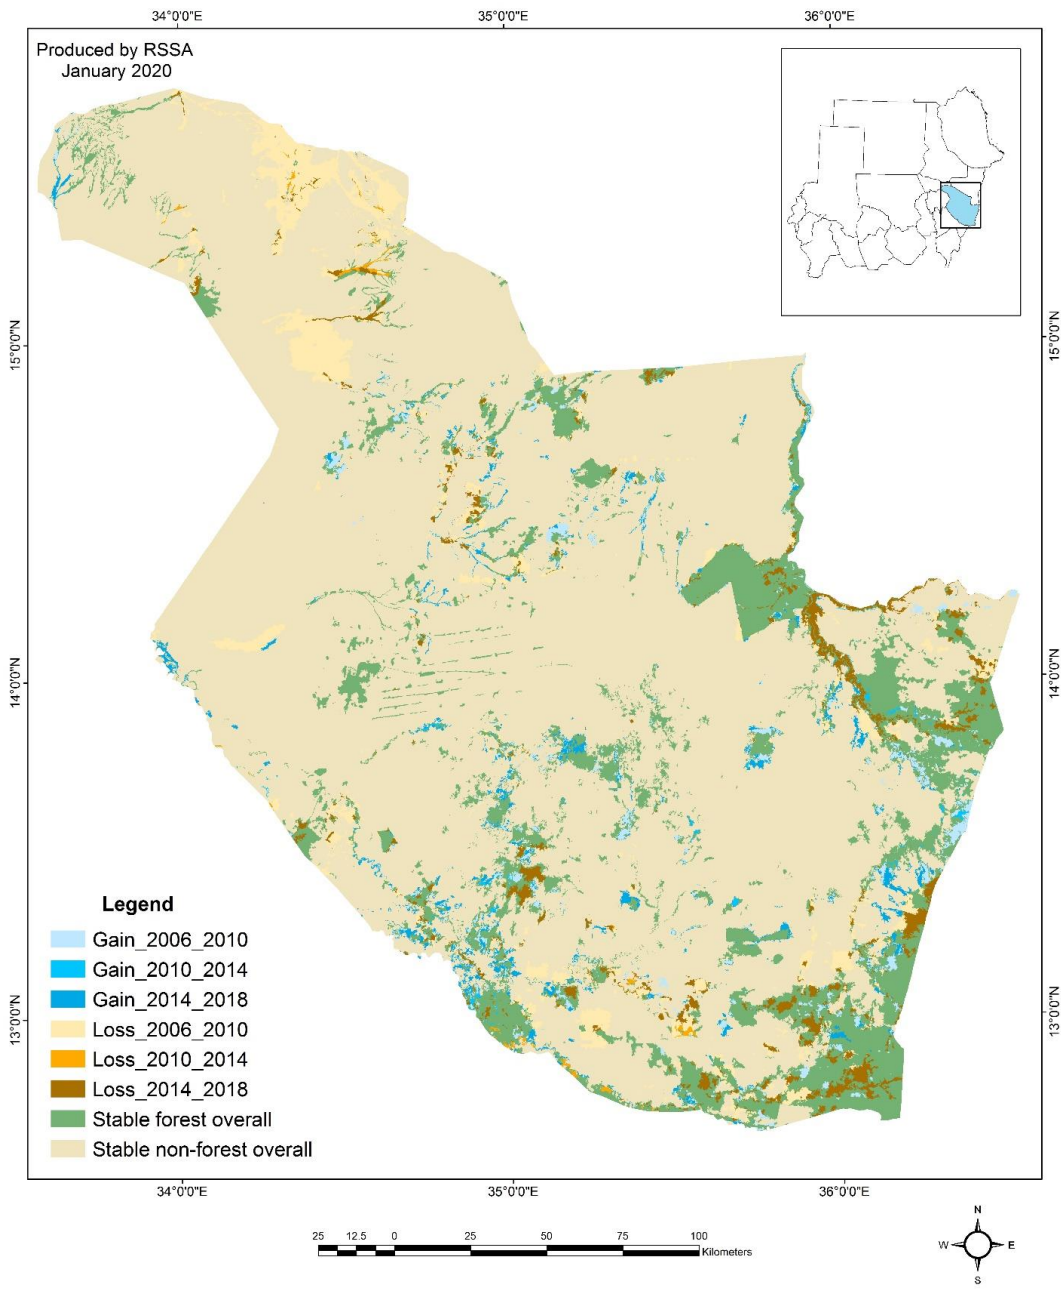 34°0'0"E 35°0'0"E 36°0'0"E
Produced by RSSA
January 2020
15°0'0"N
15°0'0"N
14°0'0"N
14°0'0"N
13°0'0"N
13°0'0"N
Legend
Gain_2006_2010
Gain_2010_2014
Gain_2014_2018
Loss_2006_2010
Loss_2010_2014
Loss_2014_2018
Stable forest overall
Stable non-forest overall
34°0'0"E 35°0'0"E 36°0'0"E
25 12.5 0 25 50 75 100
Kilometers
N
W E
S